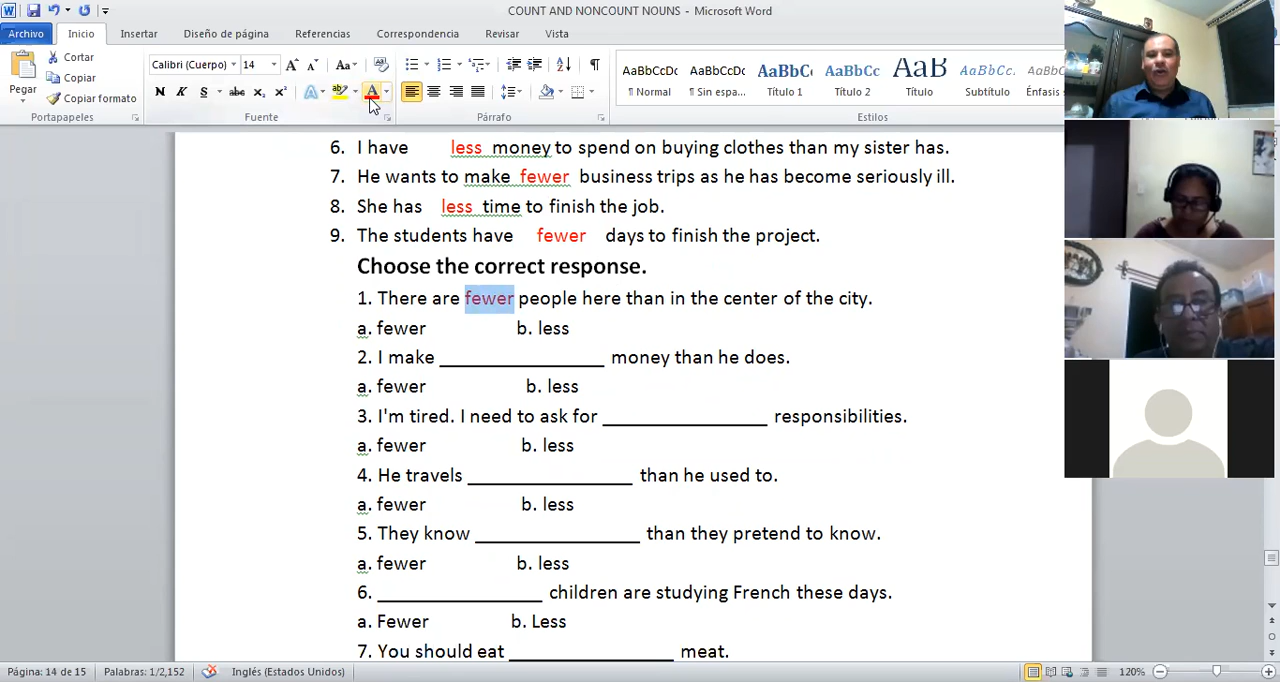 COUNT AND NONCOUNT NOUNS - Microsoft Word
Archivo Inicio Insertar Diseño de página Referencias Correspondencia Revisar Vista
Pegar
Cortar
Copiar
Copiar formato
Portapapeles
Calibri (Cuerpo) 14
Fuente
Párrafo
AaBbCcDc AaBbCcDc AaBbC AaBbCc AaB AaBbCc. AaBbCc
¶ Normal ¶ Sin espa... Título 1 Título 2 Título Subtítulo Énfasis
Estilos
6. I have less money to spend on buying clothes than my sister has.
7. He wants to make fewer business trips as he has become seriously ill.
8. She has less time to finish the job.
9. The students have fewer days to finish the project.
Choose the correct response.
1. There are fewer people here than in the center of the city.
a. fewer b. less
2. I make ________________ money than he does.
a. fewer b. less
3. I'm tired. I need to ask for ________________ responsibilities.
a. fewer b. less
4. He travels ________________ than he used to.
a. fewer b. less
5. They know ________________ than they pretend to know.
a. fewer b. less
6. ________________ children are studying French these days.
a. Fewer b. Less
7. You should eat ________________ meat.
Página: 14 de 15 Palabras: 1/2,152 Inglés (Estados Unidos) 120%